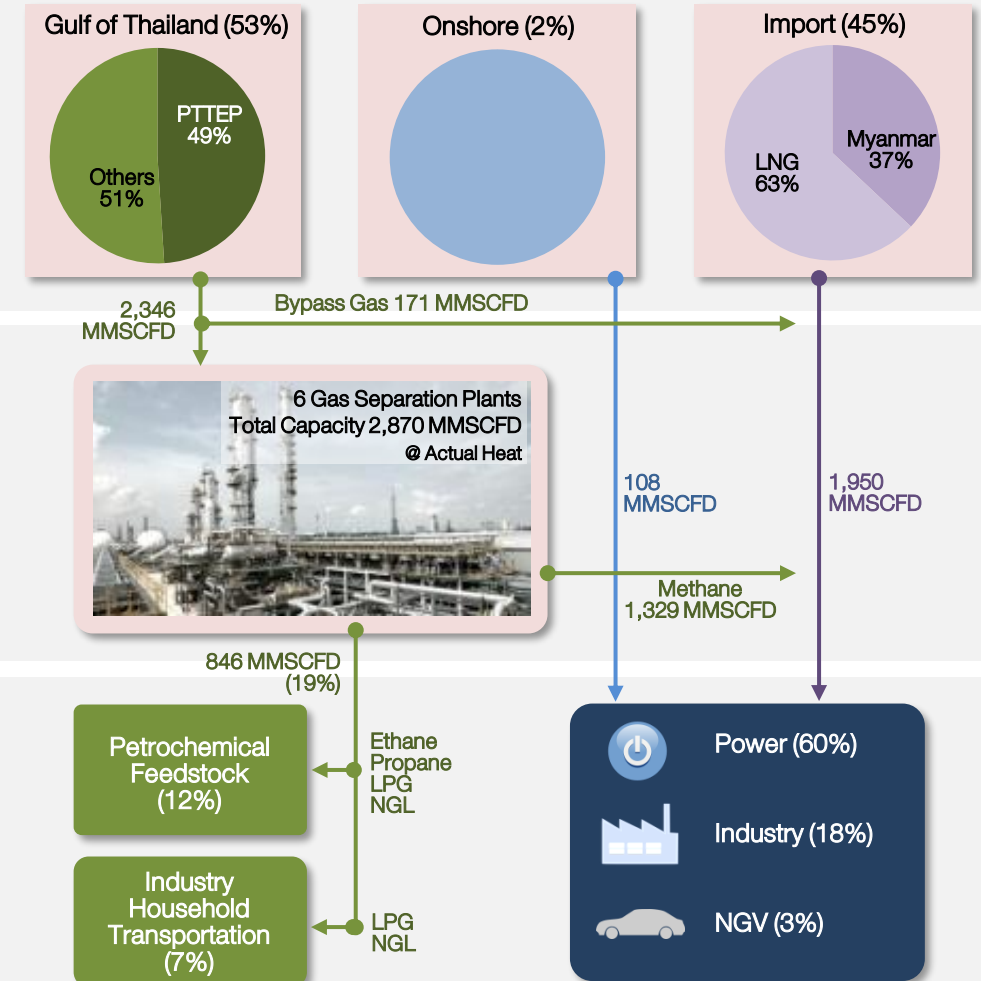 Gulf of Thailand (53%)
Onshore (2%)
Import (45%)
PTTEP
49%
Others
51%
Myanmar
37%
LNG
63%
2,346
MMSCFD
Bypass Gas 171 MMSCFD
6 Gas Separation Plants
Total Capacity 2,870 MMSCFD
@ Actual Heat
108
MMSCFD
1,950
MMSCFD
Methane
1,329 MMSCFD
846 MMSCFD
(19%)
Petrochemical
Feedstock
(12%)
Ethane
Propane
LPG
NGL
Industry
Household
Transportation
(7%)
LPG
NGL
Power (60%)
Industry (18%)
NGV (3%)